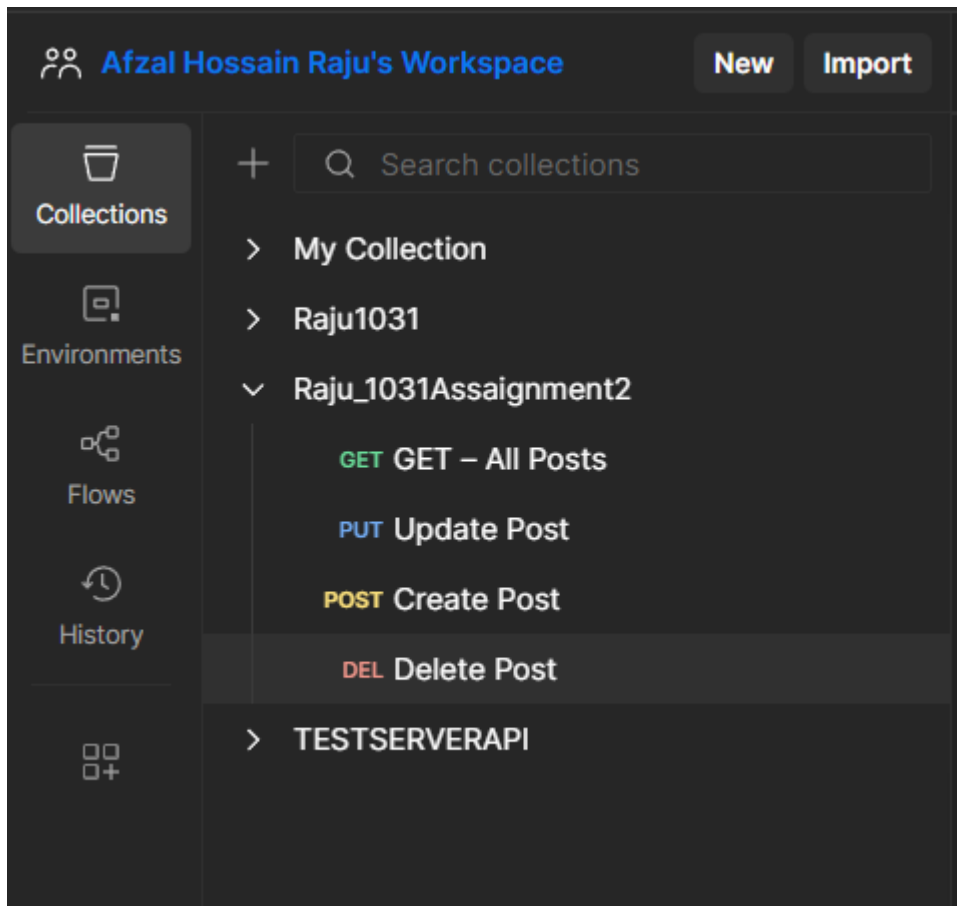 Afzal Hossain Raju's Workspace New Import
Collections
Environments
Flows
History
Search collections
My Collection
Raju1031
Raju_1031Assaignment2
GET GET – All Posts
PUT Update Post
POST Create Post
DEL Delete Post
TESTSERVERAPI